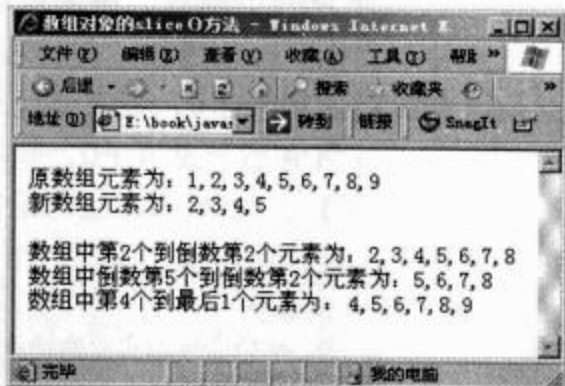 数组对象的slice()方法 - Windows Internet E
文件(F) 编辑(E) 查看(V) 收藏(A) 工具(T) 帮助 »
后退 搜索 收藏夹 »
地址(D) E:\book\javas 转到 链接 SnagIt
原数组元素为：1,2,3,4,5,6,7,8,9
新数组元素为：2,3,4,5
数组中第2个到倒数第2个元素为：2,3,4,5,6,7,8
数组中倒数第5个到倒数第2个元素为：5,6,7,8
数组中第4个到最后1个元素为： 4,5,6,7,8,9
完毕 我的电脑